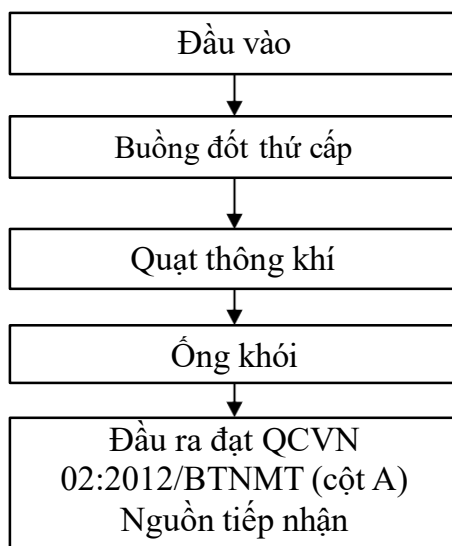 Đầu vào
Buồng đốt thứ cấp
Quạt thông khí
Ống khói
Đầu ra đạt QCVN
02:2012/BTNMT (cột A)
Nguồn tiếp nhận